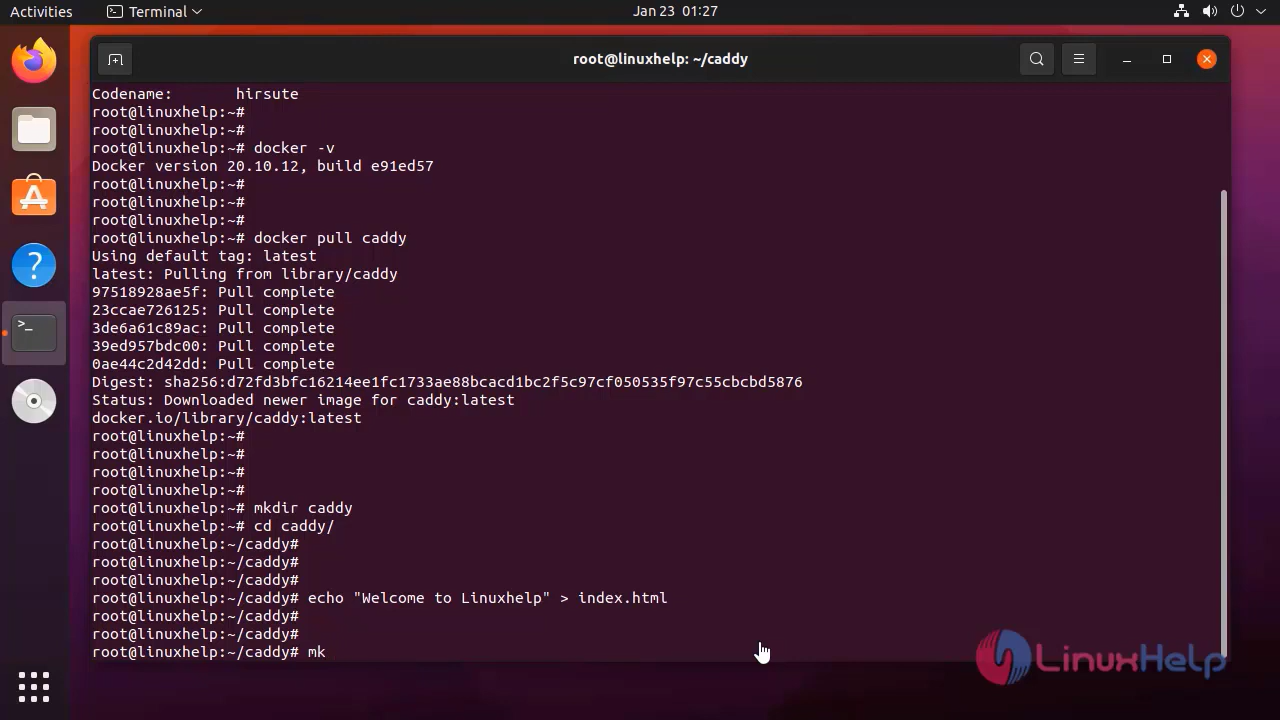 Activities
Terminal
Jan 23 01:27
root@linuxhelp: ~/caddy
Codename:       hirsute
root@linuxhelp:~#
root@linuxhelp:~#
root@linuxhelp:~# docker -v
Docker version 20.10.12, build e91ed57
root@linuxhelp:~#
root@linuxhelp:~#
root@linuxhelp:~#
root@linuxhelp:~# docker pull caddy
Using default tag: latest
latest: Pulling from library/caddy
97518928ae5f: Pull complete
23ccae726125: Pull complete
3de6a61c89ac: Pull complete
39ed957bdc00: Pull complete
0ae44c2d42dd: Pull complete
Digest: sha256:d72fd3bfc16214ee1fc1733ae88bcacd1bc2f5c97cf050535f97c55cbcbd5876
Status: Downloaded newer image for caddy:latest
docker.io/library/caddy:latest
root@linuxhelp:~#
root@linuxhelp:~#
root@linuxhelp:~#
root@linuxhelp:~#
root@linuxhelp:~# mkdir caddy
root@linuxhelp:~# cd caddy/
root@linuxhelp:~/caddy#
root@linuxhelp:~/caddy#
root@linuxhelp:~/caddy#
root@linuxhelp:~/caddy# echo "Welcome to Linuxhelp" > index.html
root@linuxhelp:~/caddy#
root@linuxhelp:~/caddy#
root@linuxhelp:~/caddy# mk
LinuxHelp